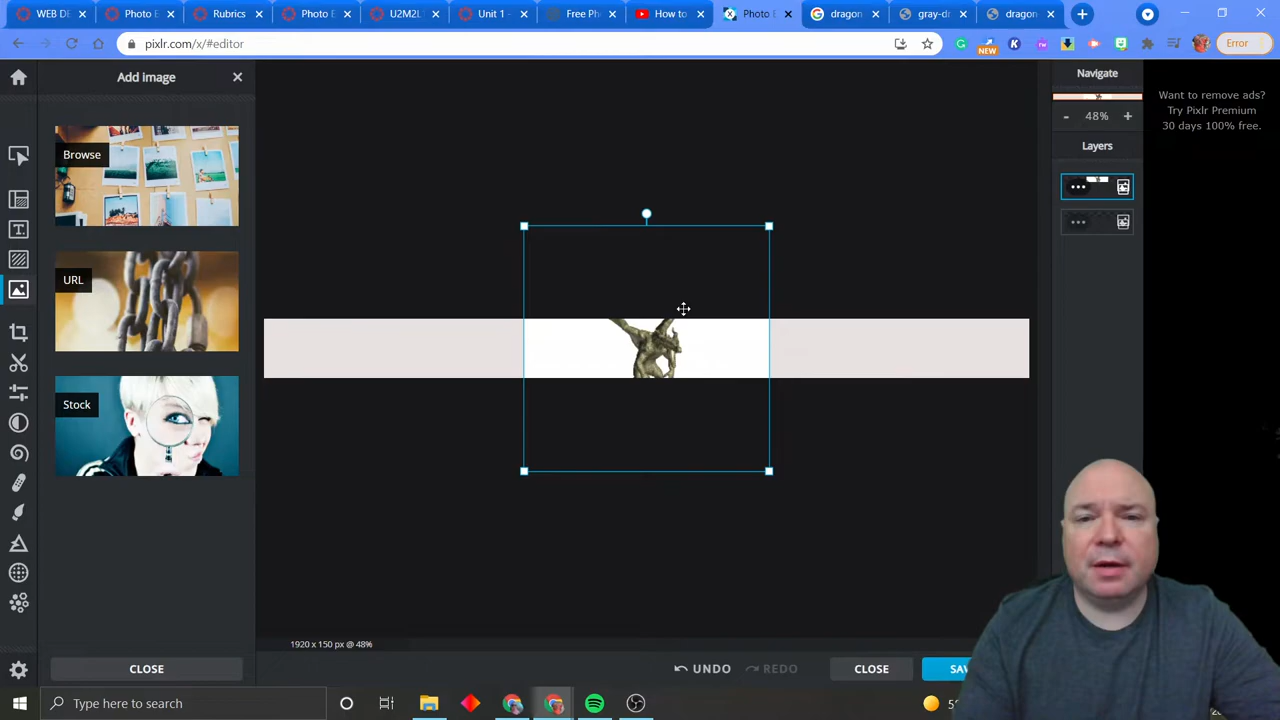 WEB DE
Photo E
Rubrics
Photo E
U2M2L
Unit 1 -
Free Ph
How to
Photo E
dragon
gray-dr
dragon
pixlr.com/x/#editor
NEW
Error
Add image
Browse
URL
Stock
CLOSE
Navigate
48%
Layers
Want to remove ads?
Try Pixlr Premium
30 days 100% free.
1920 x 150 px @ 48%
UNDO
REDO
CLOSE
SAV
Type here to search